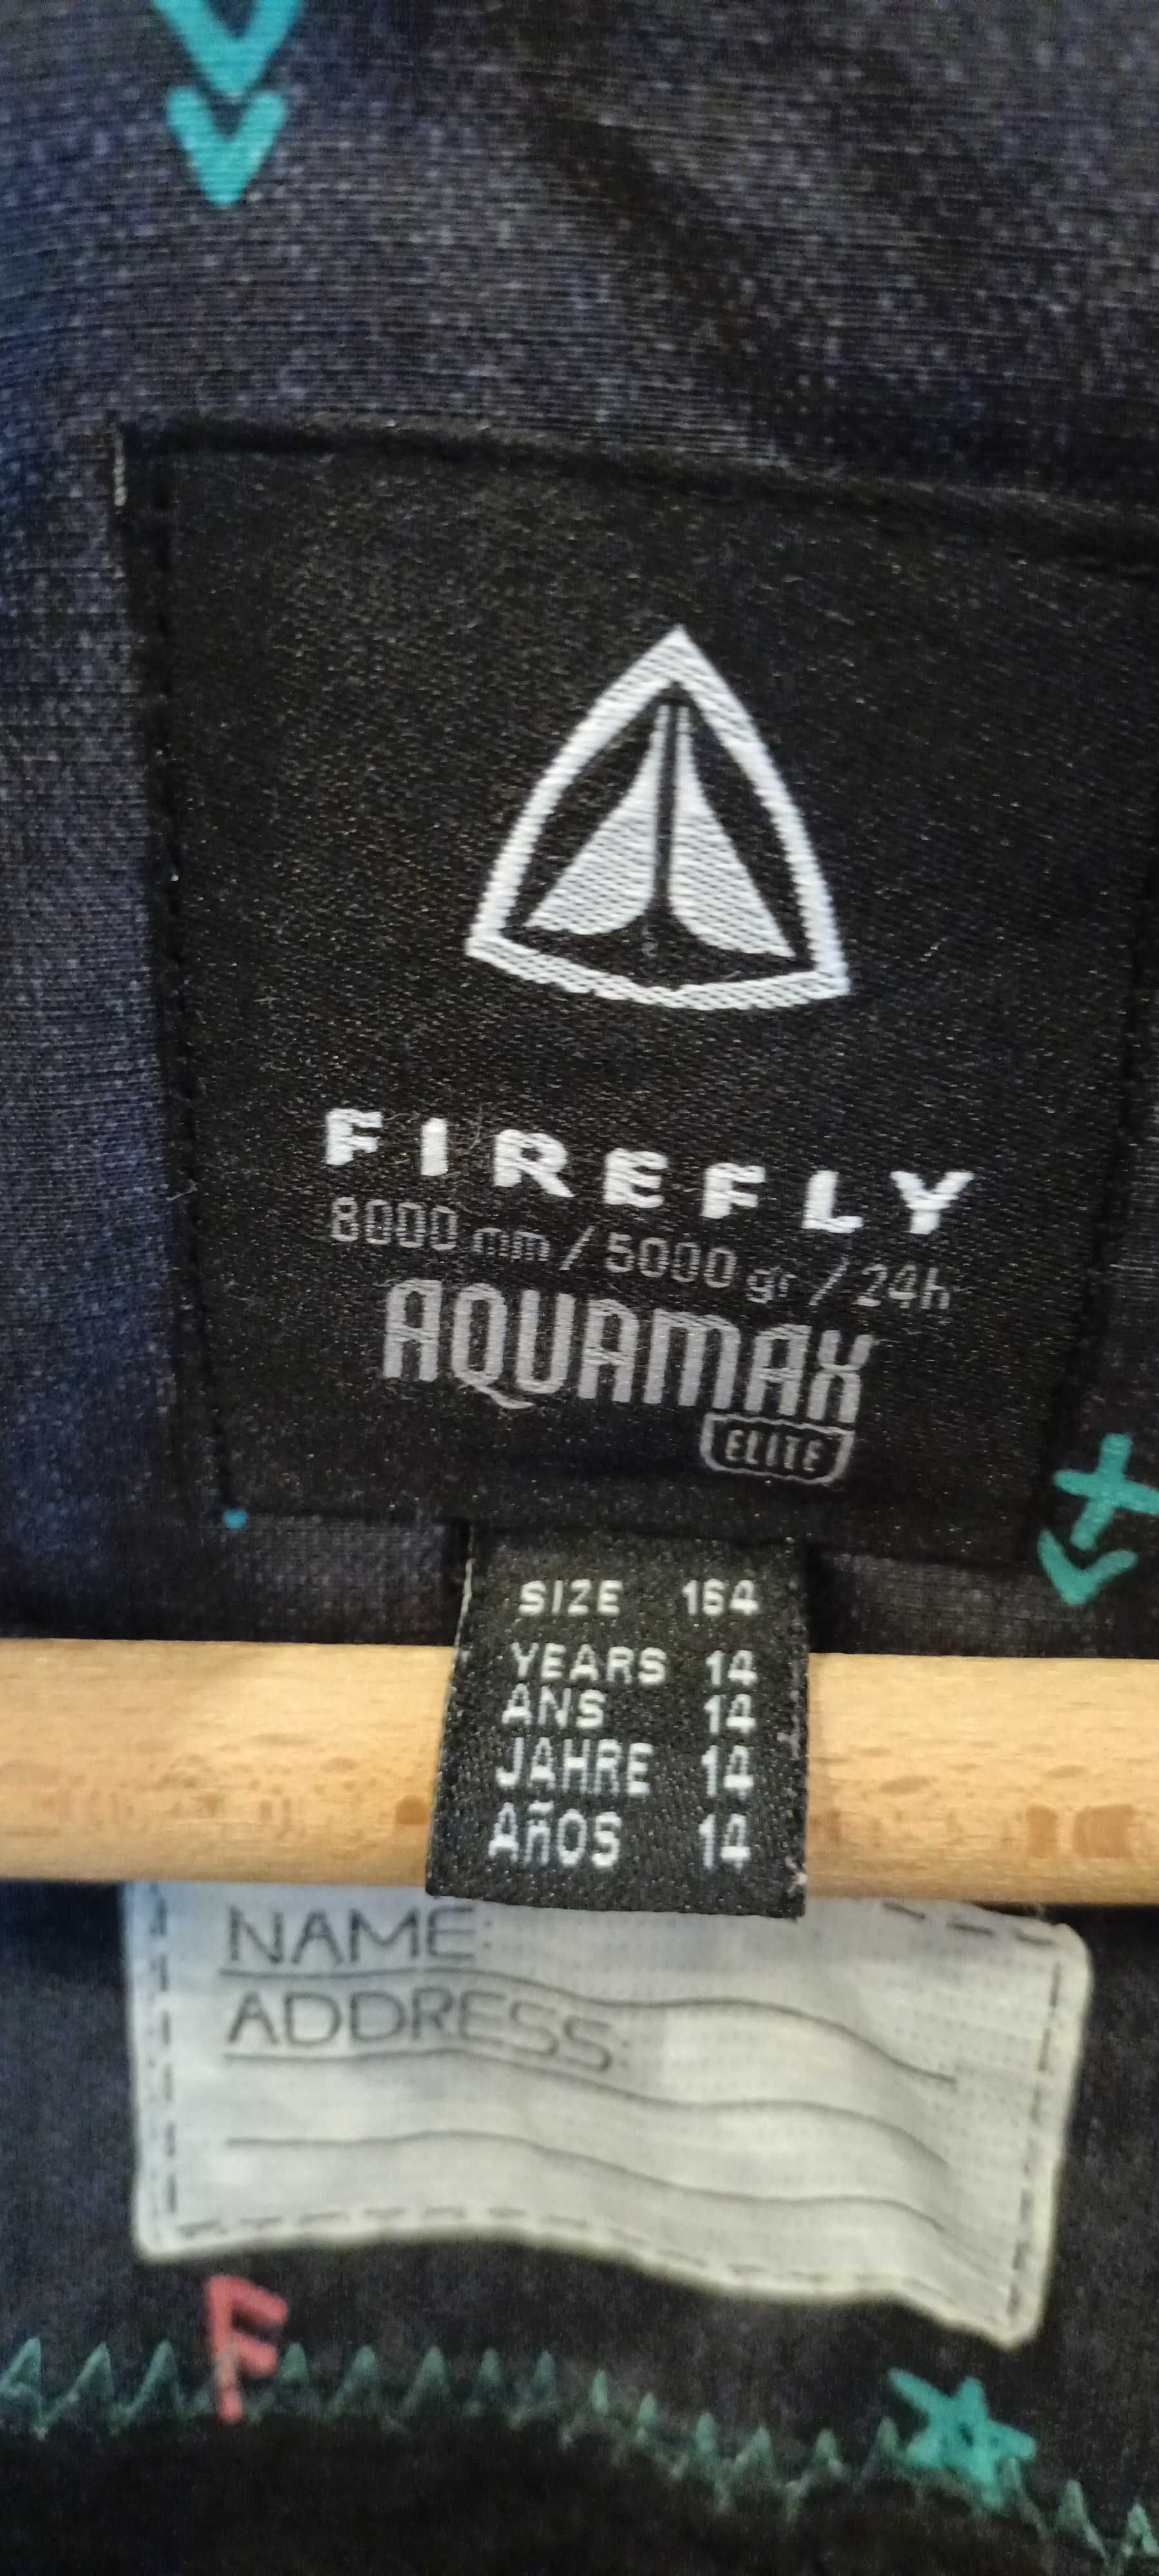 FIREFLY
8000 mm / 5000 gr / 24h
AQUAMAX
ELITE
SIZE 164
YEARS 14
ANS 14
JAHRE 14
AÑOS 14
NAME:
ADDRESS:
F